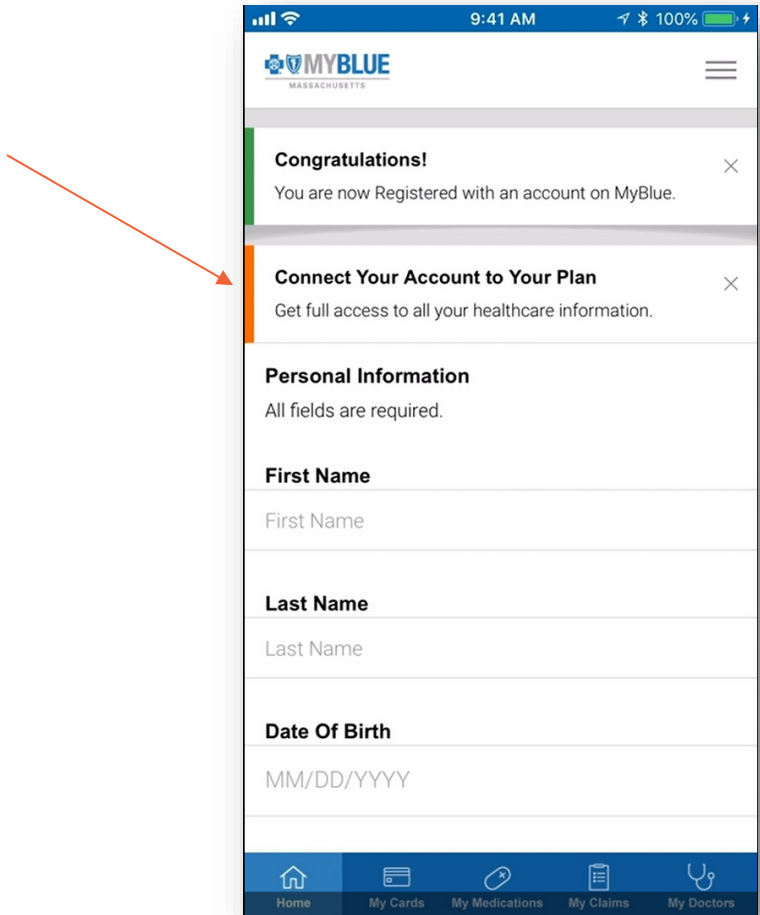 9:41 AM
100%
MYBLUE
MASSACHUSETTS
Congratulations!
You are now Registered with an account on MyBlue.
Connect Your Account to Your Plan
Get full access to all your healthcare information.
Personal Information
All fields are required.
First Name
First Name
Last Name
Last Name
Date Of Birth
MM/DD/YYYY
Home My Cards My Medications My Claims My Doctors